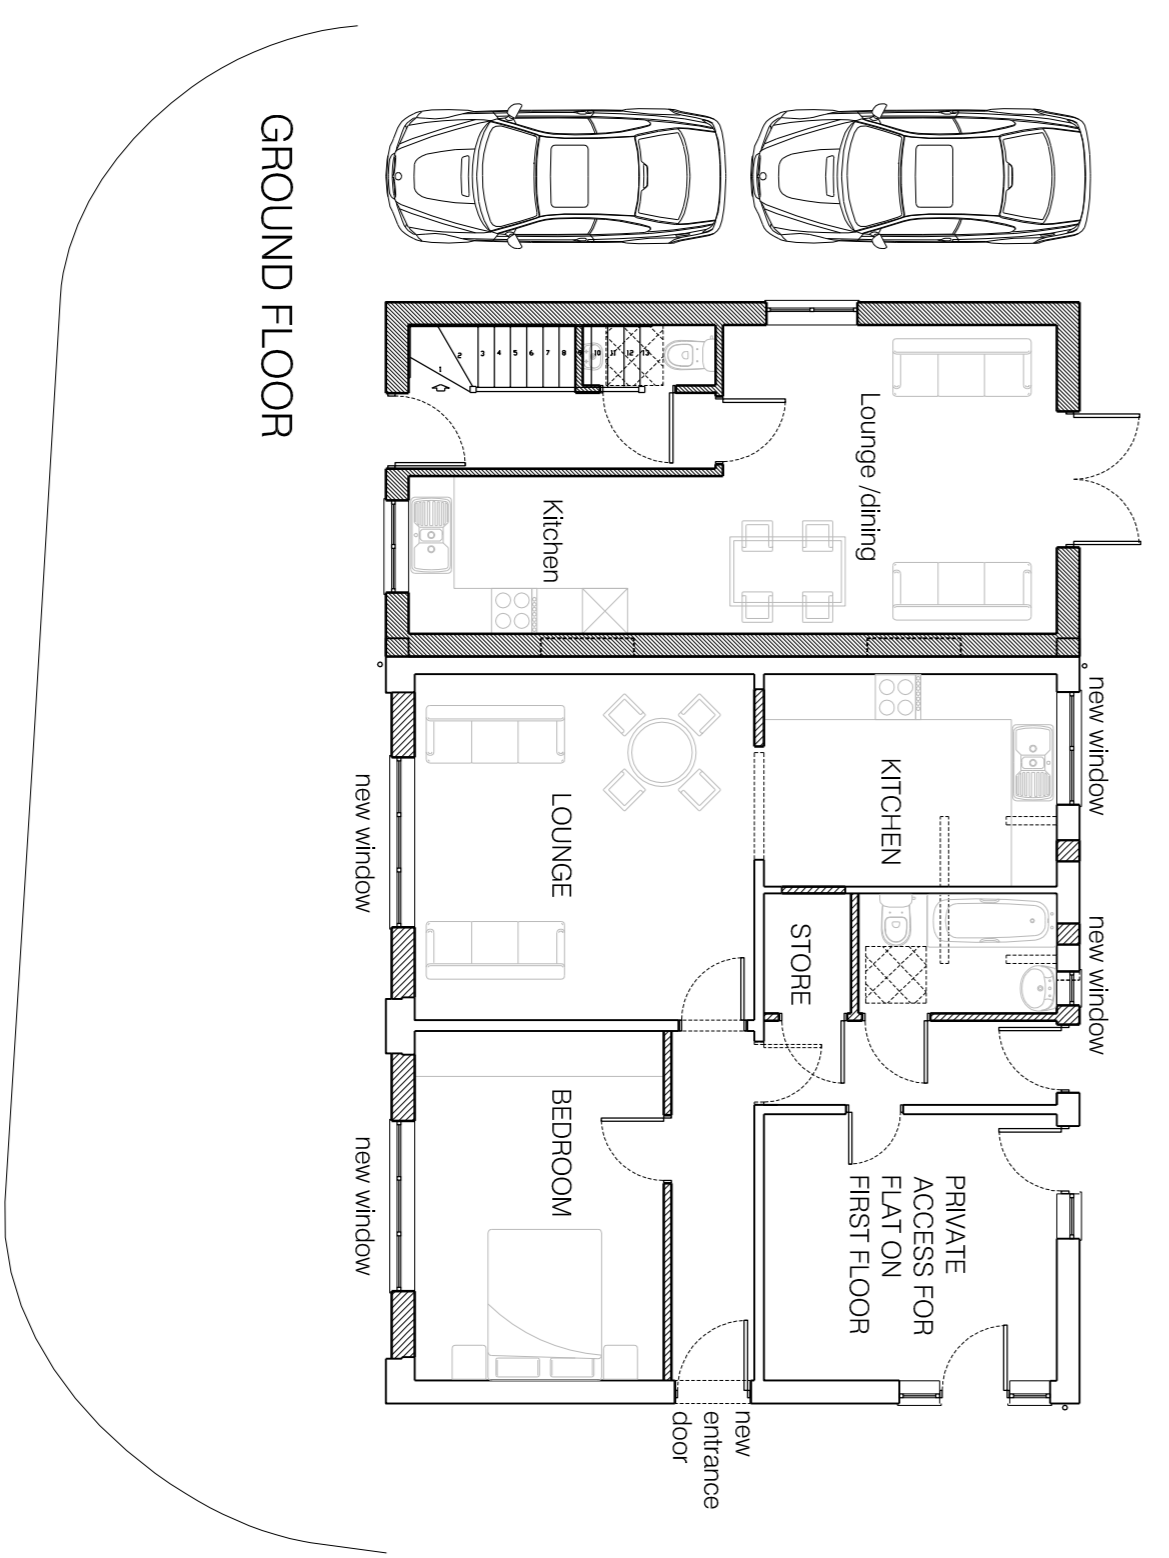 GROUND FLOOR
Lounge /dining
Kitchen
1
2
3
4
5
6
7
8
9
10
11
12
13
new window
KITCHEN
LOUNGE
new window
STORE
new window
BEDROOM
new window
PRIVATE
ACCESS FOR
FLAT ON
FIRST FLOOR
new
entrance
door